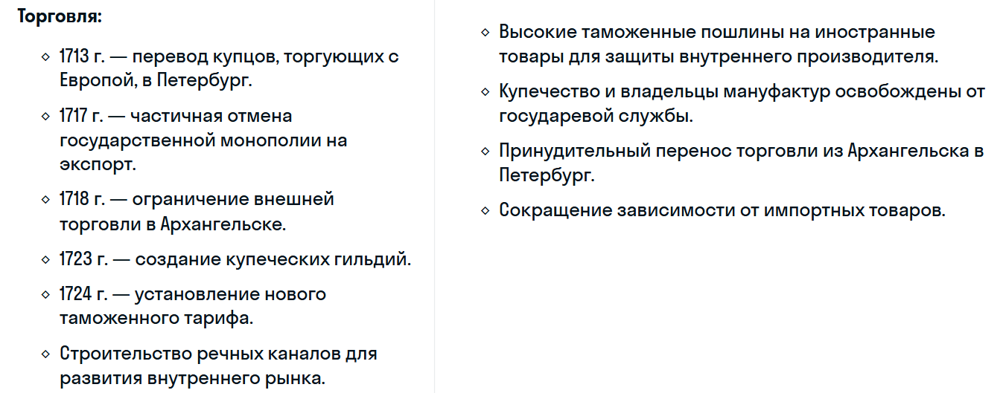 Торговля:
◇ 1713 г. — перевод купцов, торгующих с
Европой, в Петербург.
◇ 1717 г. — частичная отмена
государственной монополии на
экспорт.
◇ 1718 г. — ограничение внешней
торговли в Архангельске.
◇ 1723 г. — создание купеческих гильдий.
◇ 1724 г. — установление нового
таможенного тарифа.
◇ Строительство речных каналов для
развития внутреннего рынка.
◇ Высокие таможенные пошлины на иностранные
товары для защиты внутреннего производителя.
◇ Купечество и владельцы мануфактур освобождены от
государевой службы.
◇ Принудительный перенос торговли из Архангельска в
Петербург.
◇ Сокращение зависимости от импортных товаров.